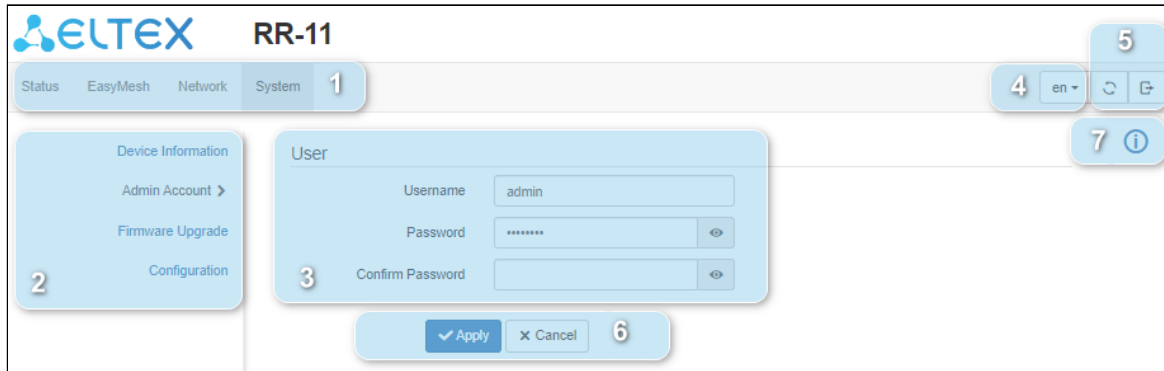 ELTEX RR-11
5
Status EasyMesh Network System 1 4 en
7
Device Information
Admin Account
Firmware Upgrade
Configuration
2
User
Username admin
Password ••••••••
3 Confirm Password
Apply Cancel 6